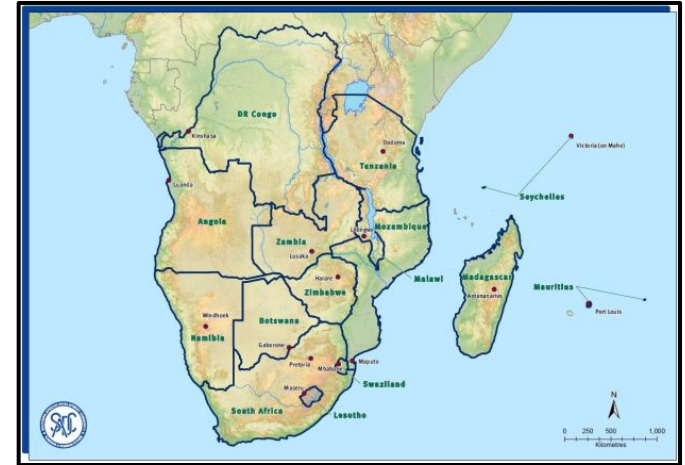 DR Congo
Kinshasa
Dodoma
Victoria (on Mahe)
Tanzania
Luanda
Seychelles
Angola
Lilongwe
Mozambique
Zambia
Lusaka
Malawi
Madagascar
Harare
Zimbabwe
Mauritius
Antananarivo
Port Louis
Windhoek
Botswana
Namibia
Gaborone
Pretoria
Mbabane
Maputo
Swaziland
Maseru
South Africa
Lesotho
N
0 250 500 1,000
Kilometres
SADC